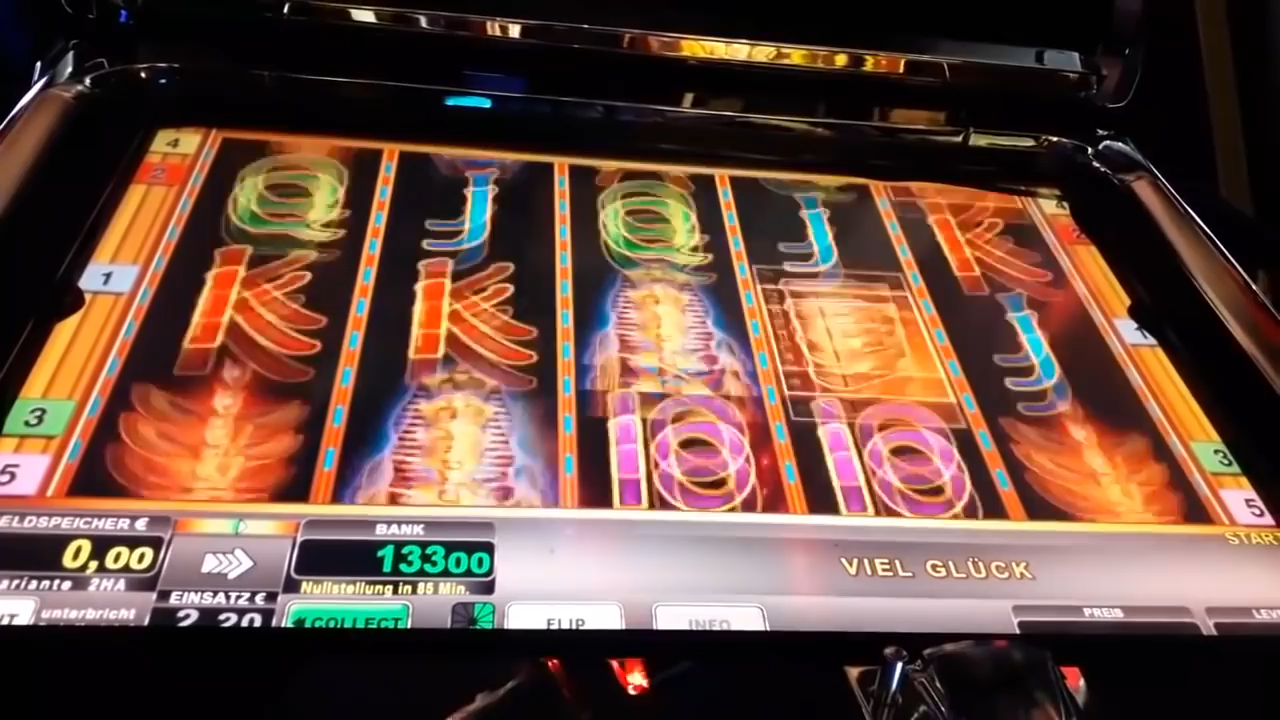 4
2
Q J Q J K
1
K K J
3
5
10 10
4
2
1
3
5
ELDSPEICHER €
0,00
ariante 2HA
BANK
13300
Nullstellung in 85 Min.
VIEL GLÜCK
START
unterbricht
EINSATZ €
2,20
COLLECT
FLIP
INFO
PREIS
LEV